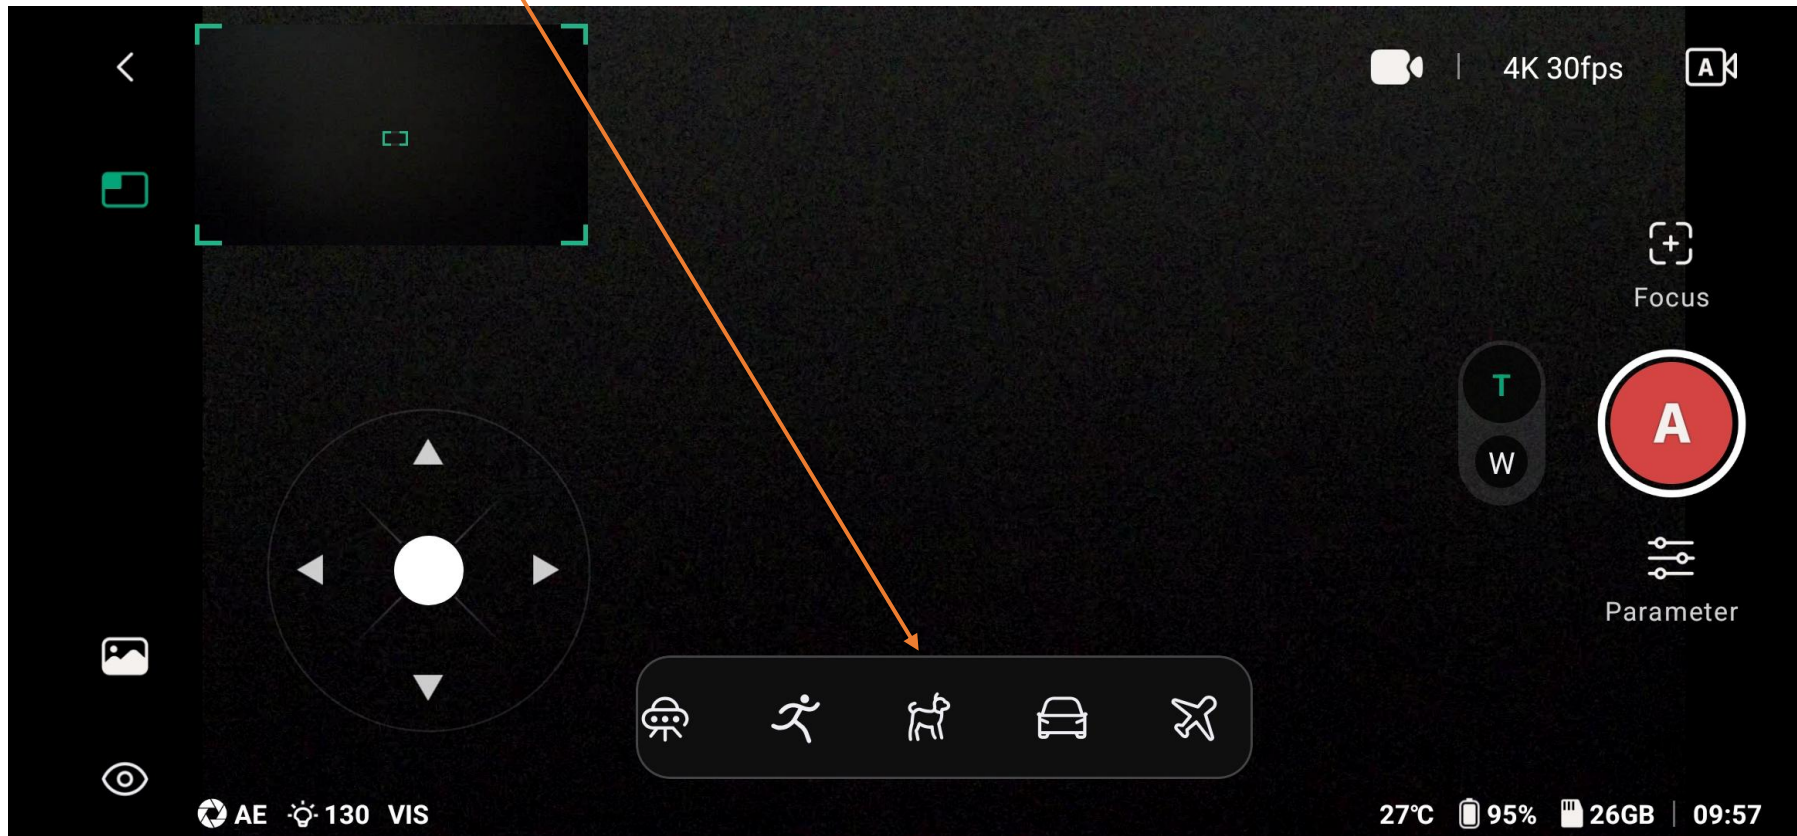 4K 30fps
A
Focus
T
A
W
Parameter
AE 130 VIS
27℃ 95% 26GB 09:57